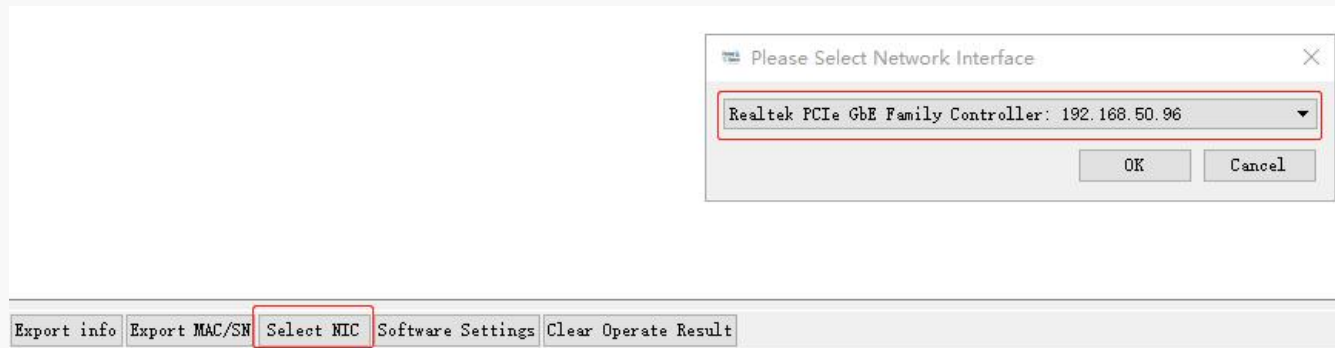 Please Select Network Interface
Realtek PCIe GbE Family Controller: 192.168.50.96
OK Cancel
Export info Export MAC/SN Select NIC Software Settings Clear Operate Result